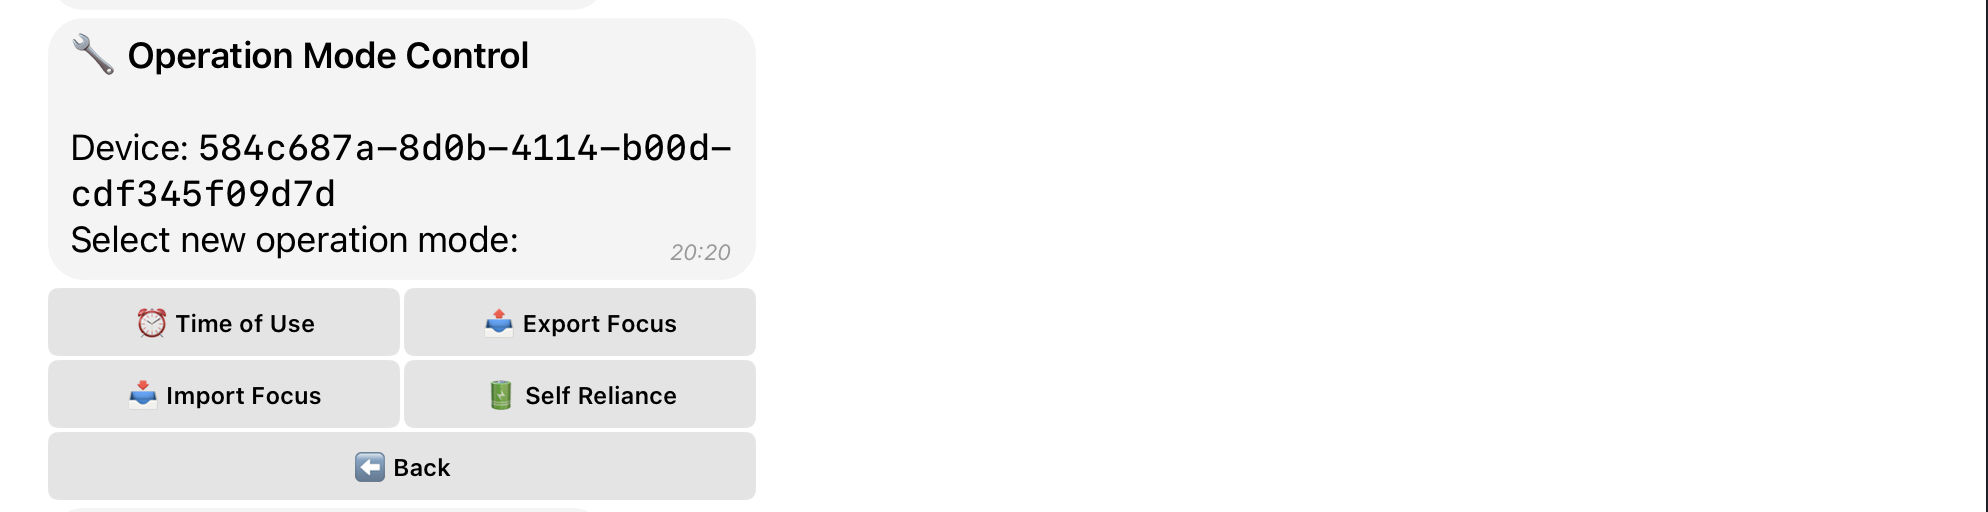 🔧 Operation Mode Control
Device: 584c687a-8d0b-4114-b00d-
cdf345f09d7d
Select new operation mode:
20:20
⏰ Time of Use
📤 Export Focus
📥 Import Focus
🔋 Self Reliance
⬅️ Back